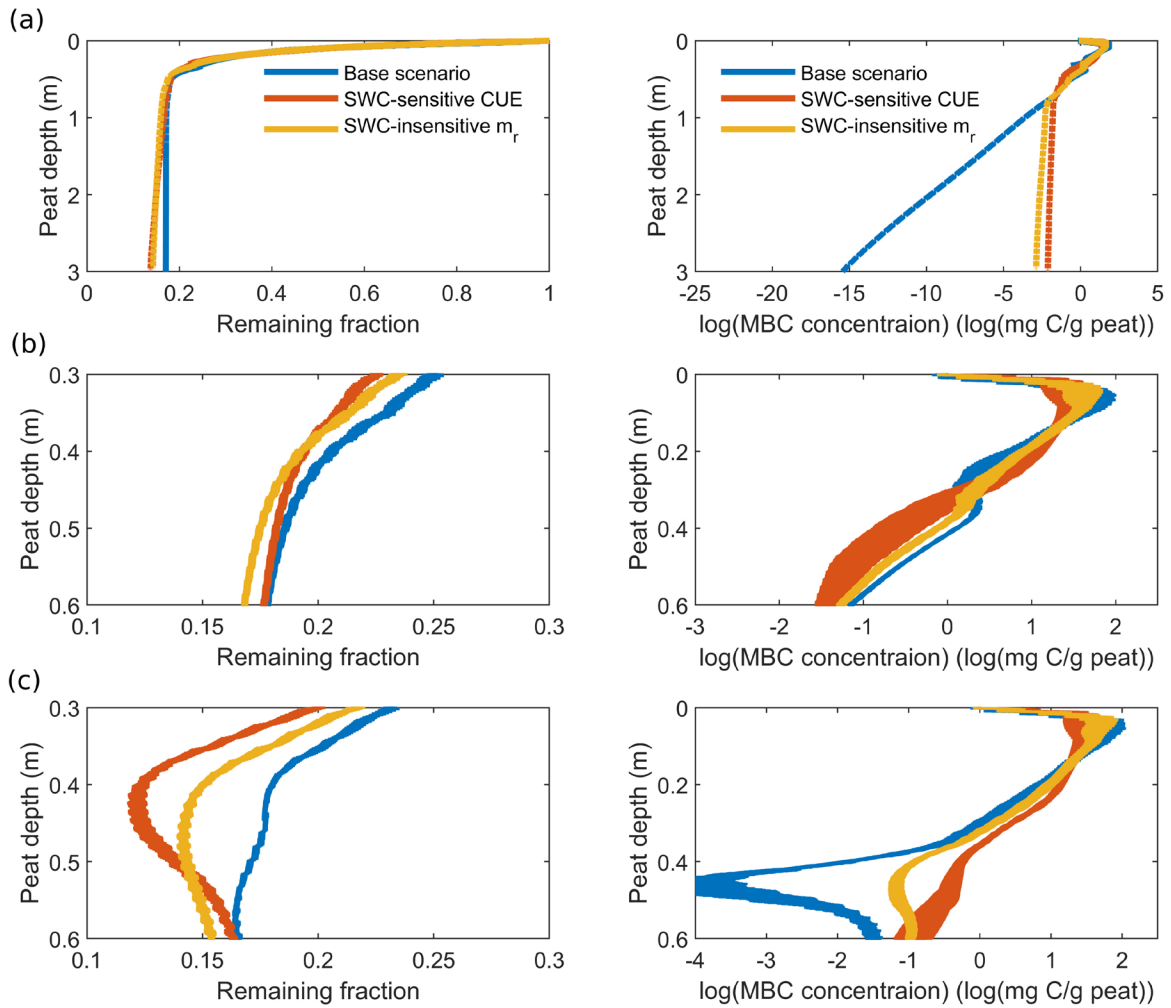 (a)
0
1
2
3
Peat depth (m)
0
0.2
0.4
0.6
0.8
1
Remaining fraction
Base scenario
SWC-sensitive CUE
SWC-insensitive m_r
0
1
2
3
Peat depth (m)
-25
-20
-15
-10
-5
0
5
log(MBC concentraion) (log(mg C/g peat))
Base scenario
SWC-sensitive CUE
SWC-insensitive m_r
(b)
0.3
0.4
0.5
0.6
Peat depth (m)
0.1
0.15
0.2
0.25
0.3
Remaining fraction
0
0.2
0.4
0.6
Peat depth (m)
-3
-2
-1
0
1
2
log(MBC concentraion) (log(mg C/g peat))
(c)
0.3
0.4
0.5
0.6
Peat depth (m)
0.1
0.15
0.2
0.25
0.3
Remaining fraction
0
0.2
0.4
0.6
Peat depth (m)
-4
-3
-2
-1
0
1
2
log(MBC concentraion) (log(mg C/g peat))